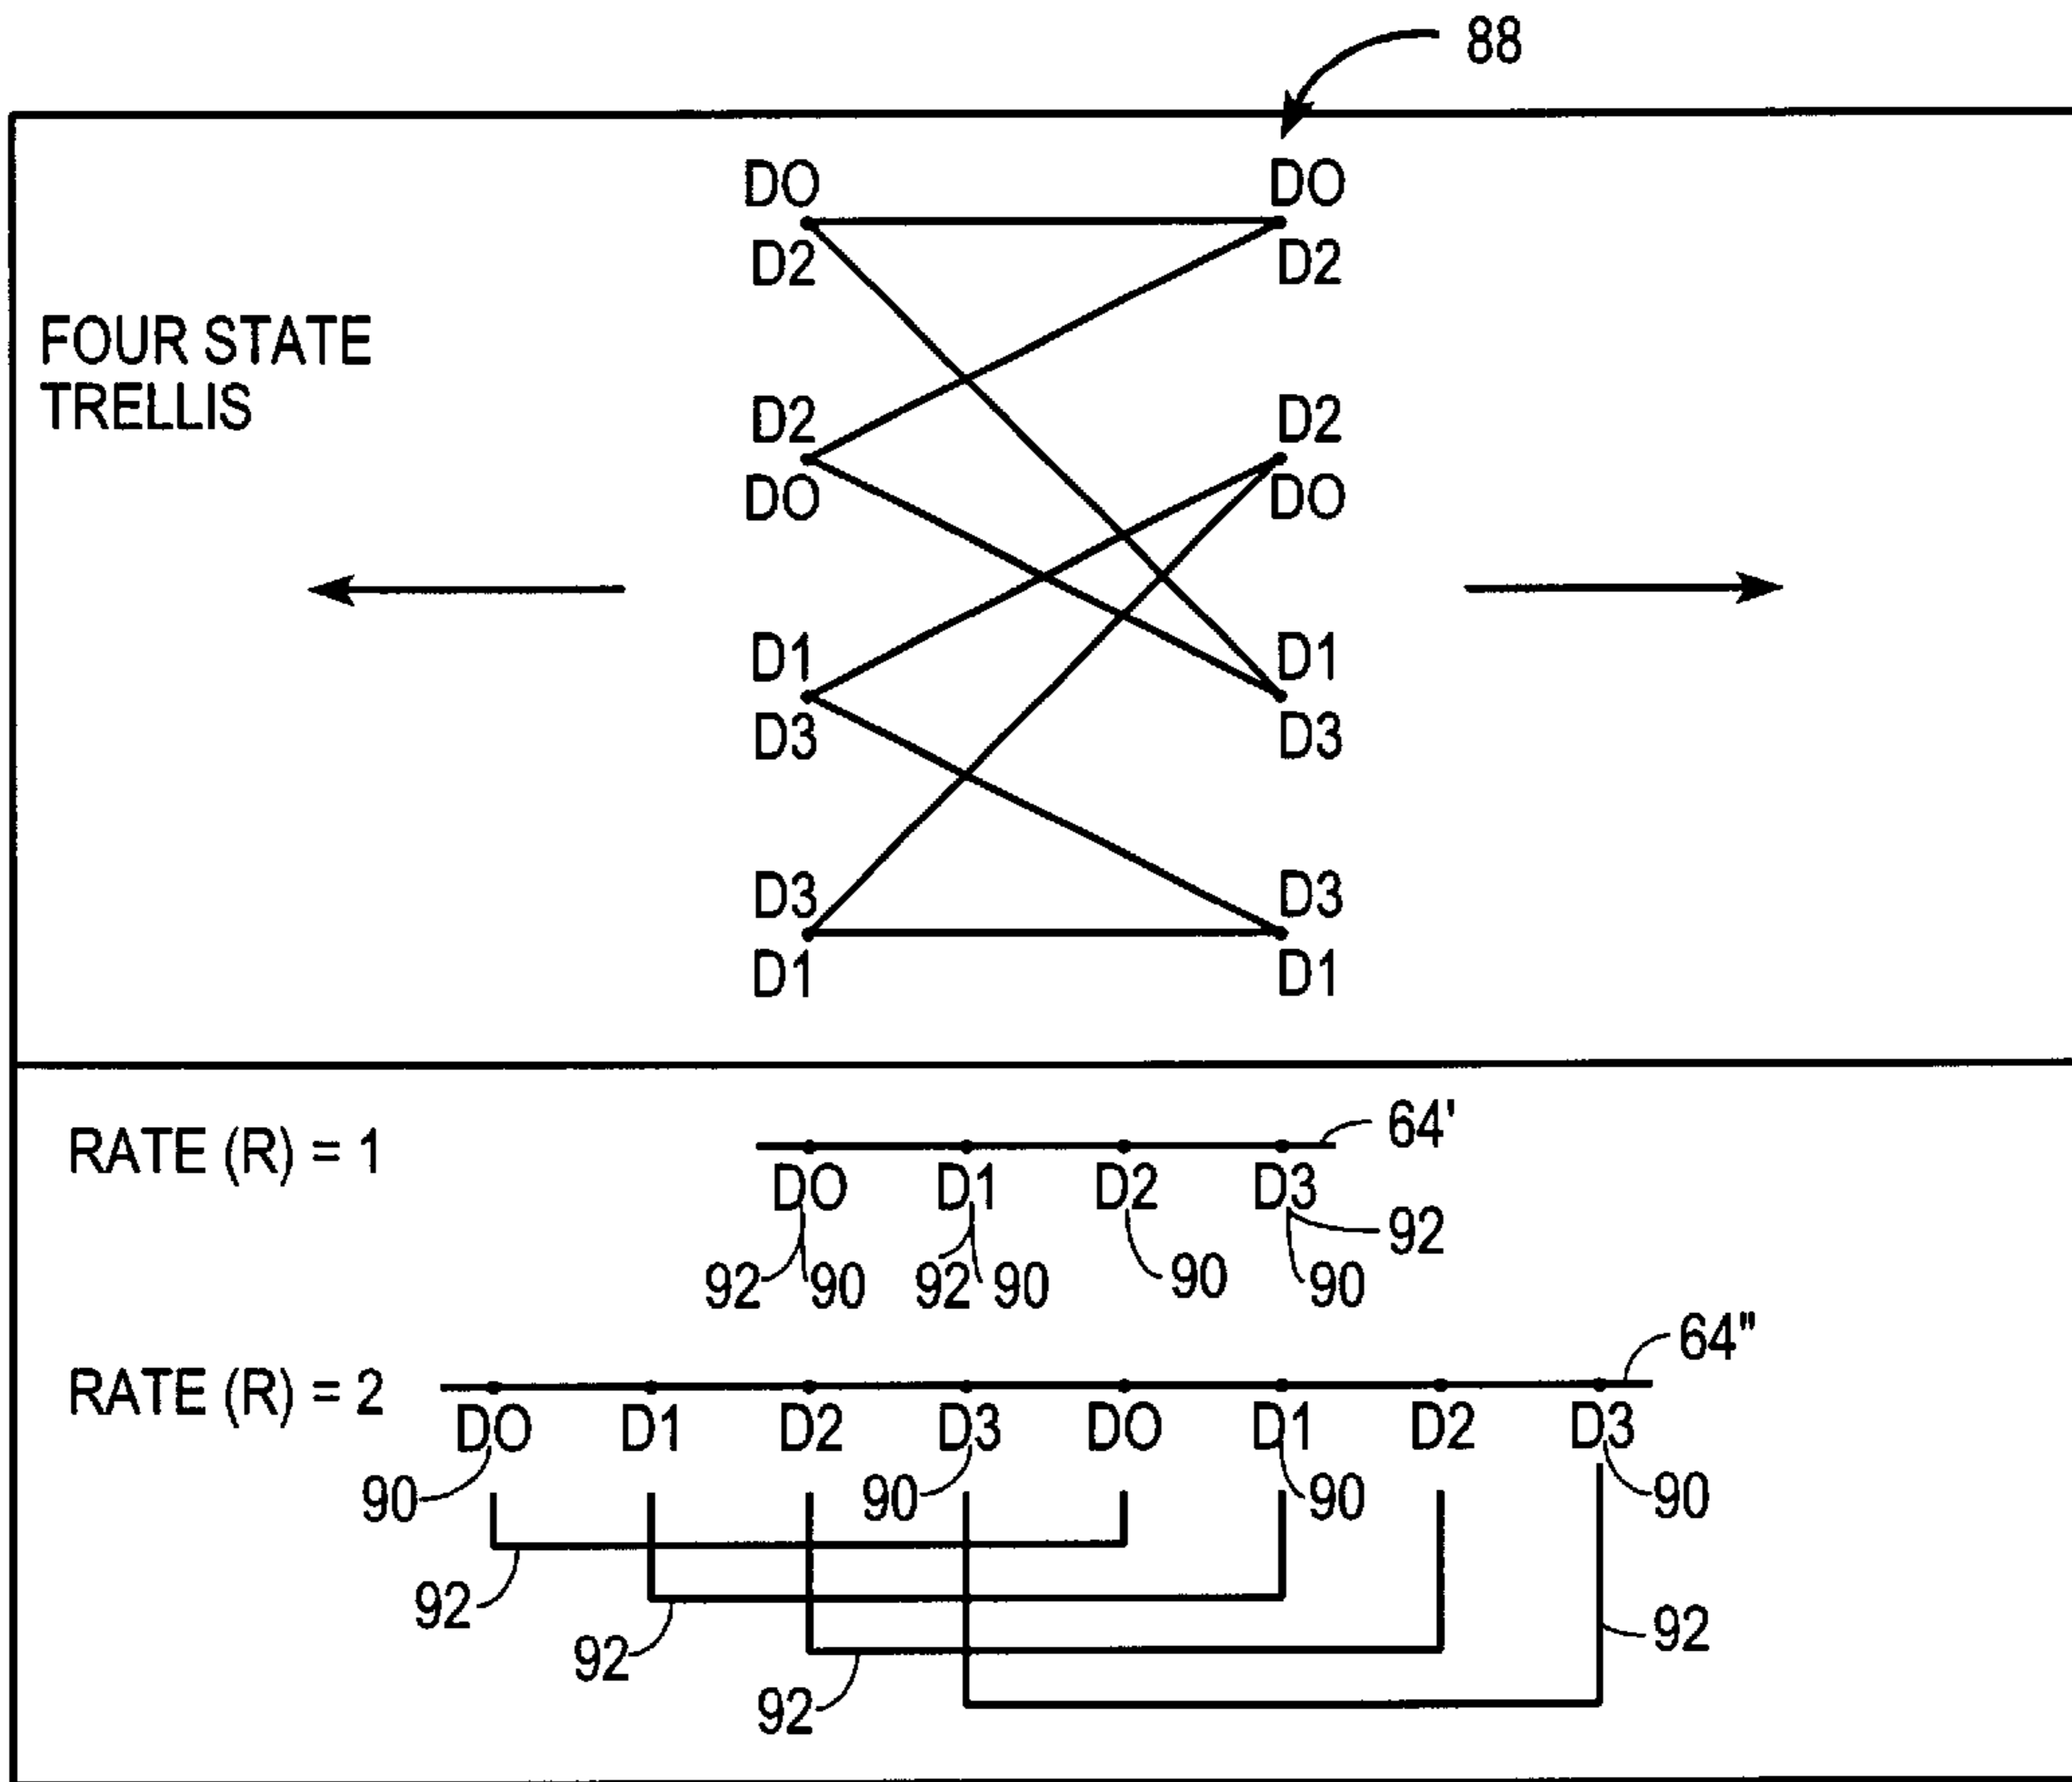 88
DO DO
D2 D2
FOUR STATE
TRELLIS
D2 D2
DO DO
D1 D1
D3 D3
D3 D3
D1 D1
RATE (R) = 1
64'
DO D1 D2 D3
92
92 90 92 90 90 90
64"
RATE (R) = 2
DO D1 D2 D3 DO D1 D2 D3
90 90 90 90
92
92
92
92